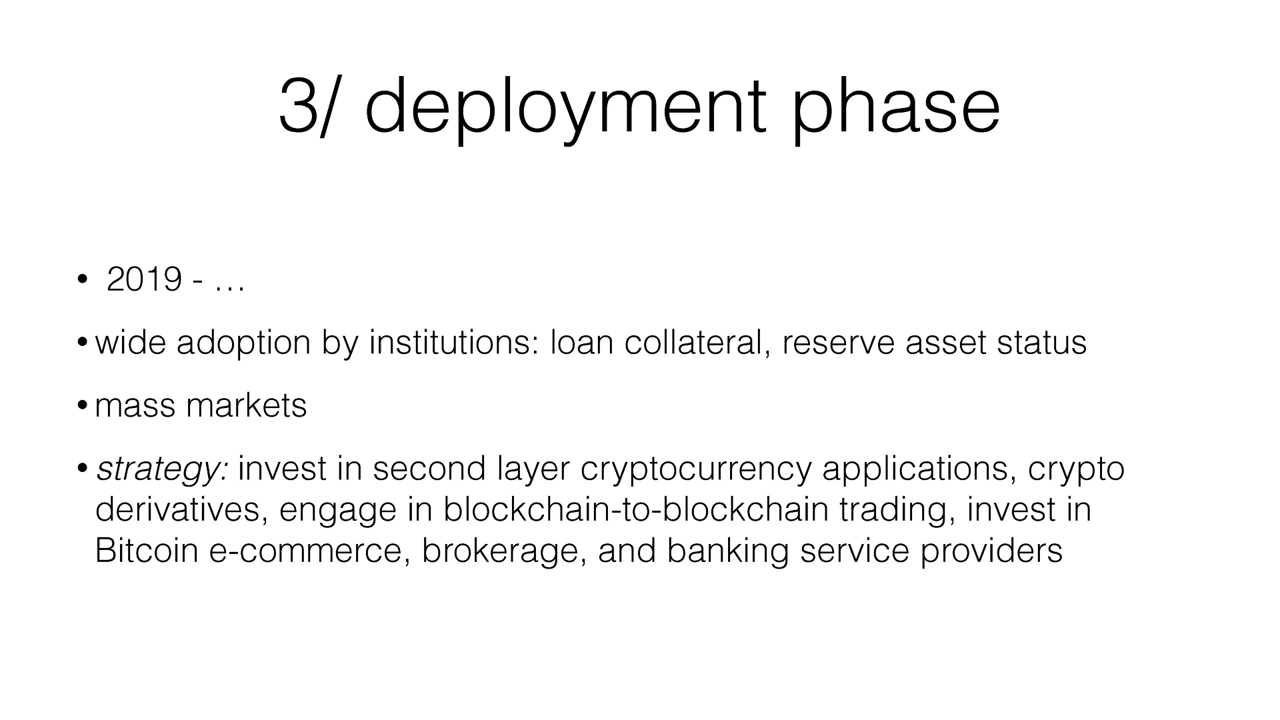 3/ deployment phase
• 2019 - …
• wide adoption by institutions: loan collateral, reserve asset status
• mass markets
• strategy: invest in second layer cryptocurrency applications, crypto
derivatives, engage in blockchain-to-blockchain trading, invest in
Bitcoin e-commerce, brokerage, and banking service providers